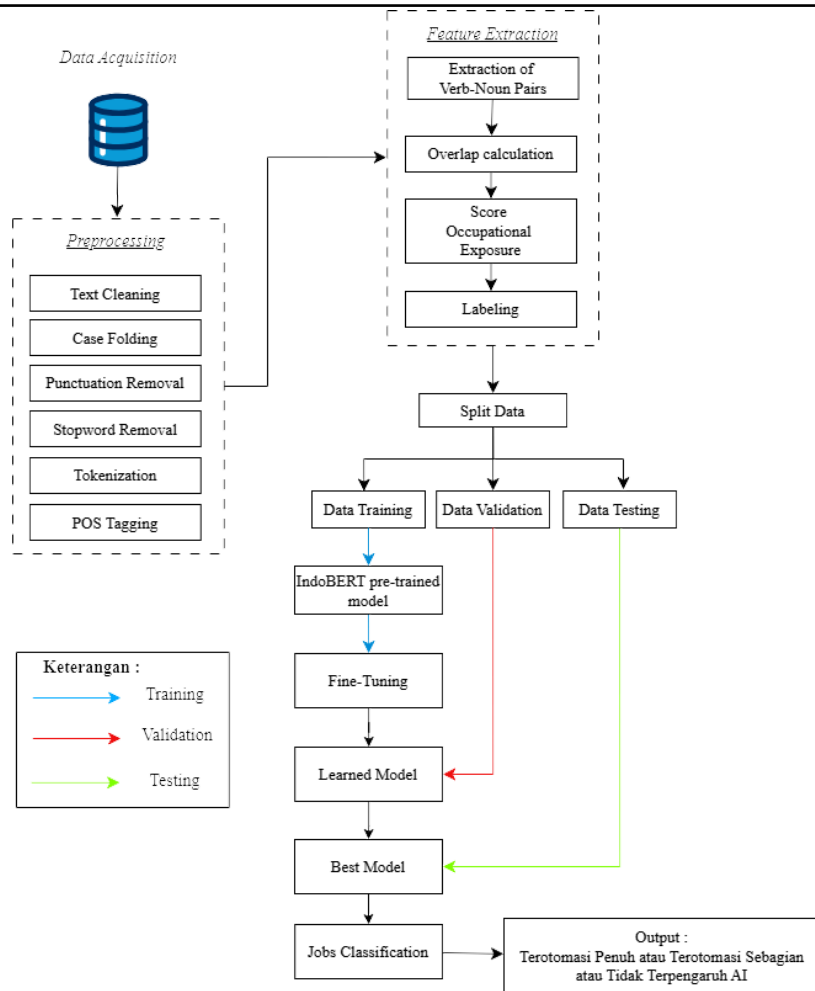 Data Acquisition
Preprocessing
Text Cleaning
Case Folding
Punctuation Removal
Stopword Removal
Tokenization
POS Tagging
Feature Extraction
Extraction of
Verb-Noun Pairs
Overlap calculation
Score
Occupational
Exposure
Labeling
Split Data
Data Training
Data Validation
Data Testing
IndoBERT pre-trained
model
Fine-Tuning
Learned Model
Best Model
Jobs Classification
Output :
Terotomasi Penuh atau Terotomasi Sebagian
atau Tidak Terpengaruh AI
Keterangan :
Training
Validation
Testing